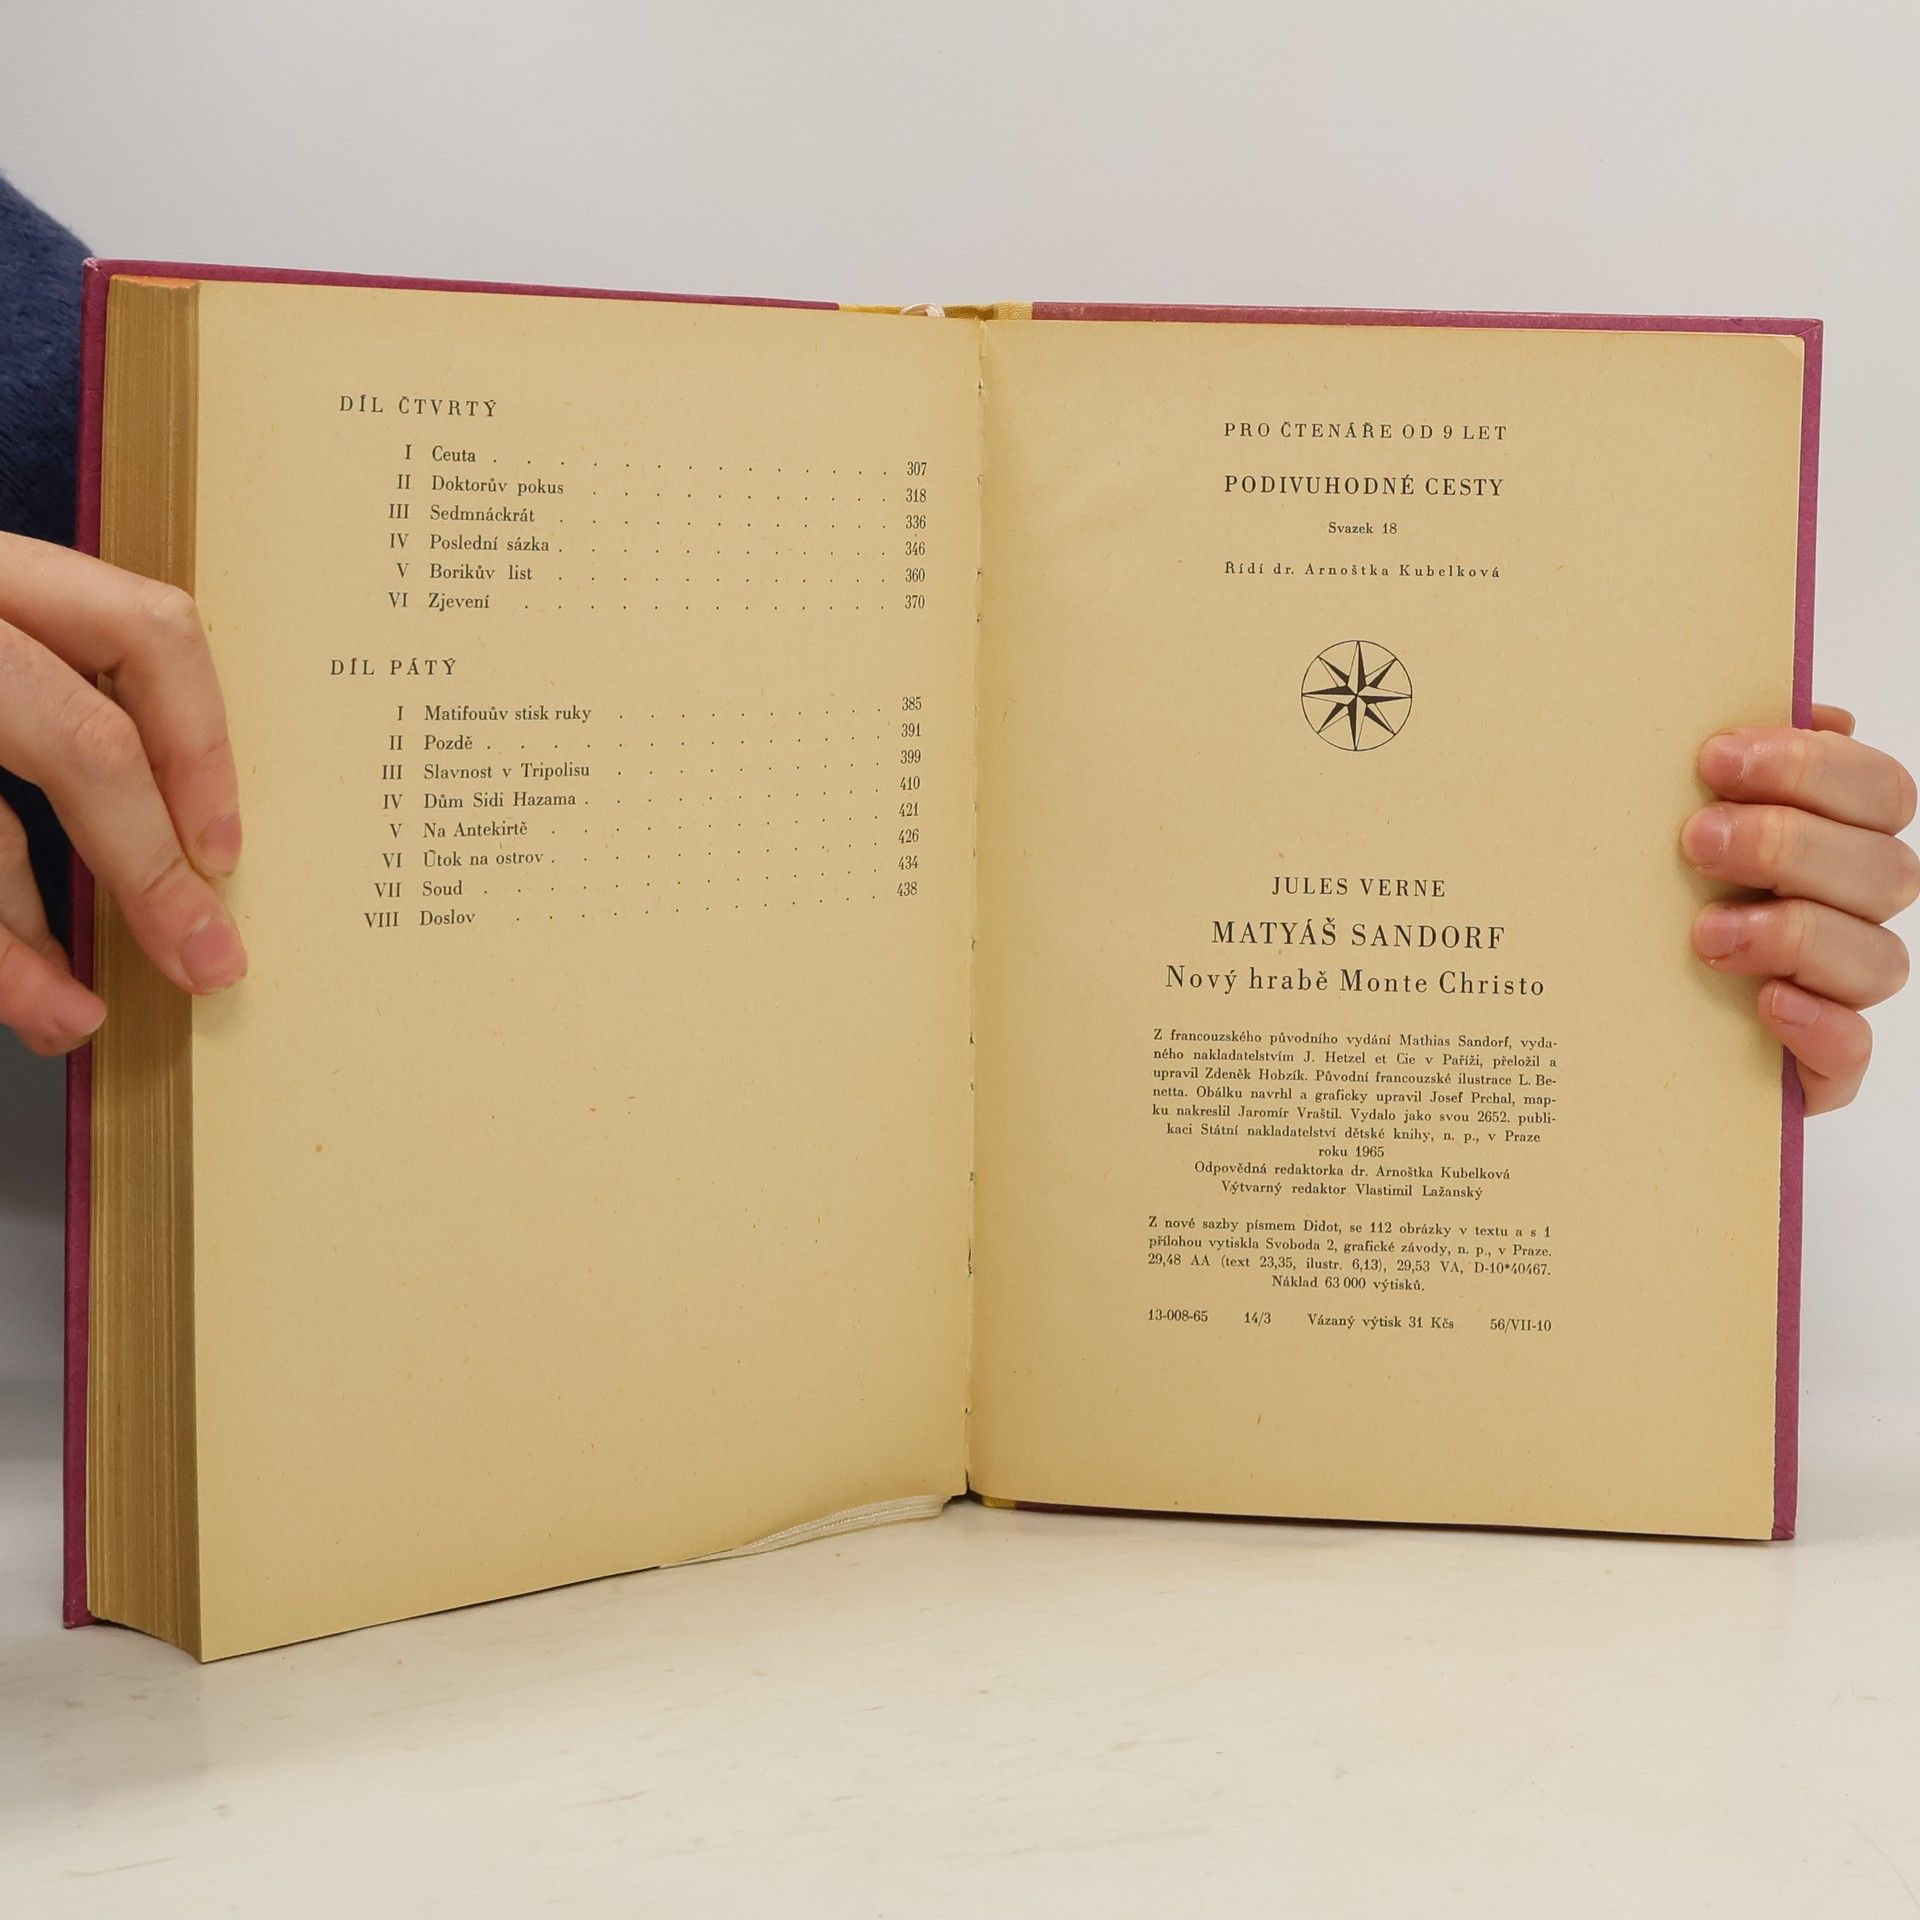 DÍL ČTVRTÝ
I Ceuta . . . . . . . . . . . . . 307
II Doktorův pokus . . . . . . . . . . 318
III Sedmnáckrát . . . . . . . . . . . 336
IV Poslední sázka . . . . . . . . . . . 346
V Borikův list . . . . . . . . . . . 360
VI Zjevení . . . . . . . . . . . . 370
DÍL PÁTÝ
I Matifouův stisk ruky . . . . . . . . . 385
II Pozdě . . . . . . . . . . . . . 391
III Slavnost v Tripolisu . . . . . . . . . 399
IV Dům Sidi Hazama . . . . . . . . . . 410
V Na Antekirtě . . . . . . . . . . . 421
VI Útok na ostrov . . . . . . . . . . . 426
VII Soud . . . . . . . . . . . . . 434
VIII Doslov . . . . . . . . . . . . 438
PRO ČTENÁŘE OD 9 LET
PODIVUHODNÉ CESTY
Svazek 18
Řídí dr. Arnoštka Kubelková
JULES VERNE
MATYÁŠ SANDORF
Nový hrabě Monte Christo
Z francouzského původního vydání Mathias Sandorf, vyda-
ného nakladatelstvím J. Hetzel et Cie v Paříži, přeložil a
upravil Zdeněk Hobzík. Původní francouzské ilustrace L. Be-
netta. Obálku navrhl a graficky upravil Josef Prchal, map-
ku nakreslil Jaromír Vraštil. Vydalo jako svou 2652. publi-
kaci Státní nakladatelství dětské knihy, n. p., v Praze
roku 1965
Odpovědná redaktorka dr. Arnoštka Kubelková
Výtvarný redaktor Vlastimil Lažanský
Z nové sazby písmem Didot, se 112 obrázky v textu a s 1
přílohou vytiskla Svoboda 2, grafické závody, n. p., v Praze.
29,48 AA (text 23,35, ilustr. 6,13), 29,53 VA, D-10*40467.
Náklad 63 000 výtisků.
13-008-65 14/3 Vázaný výtisk 31 Kčs 56/VII-10